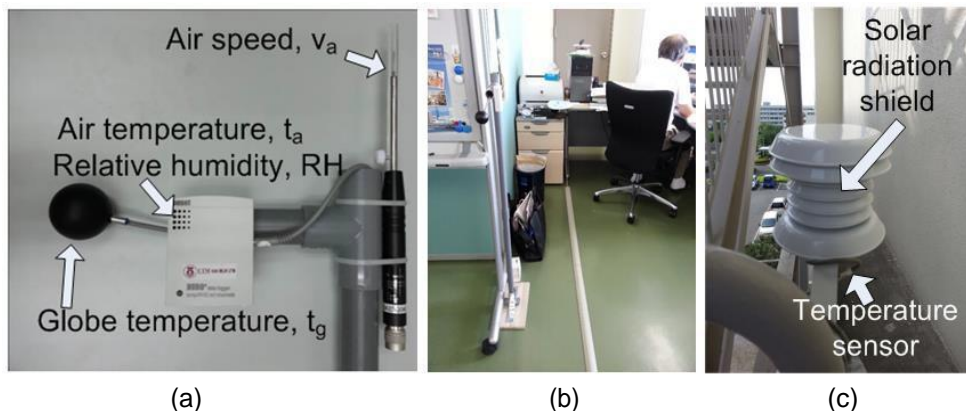 Air speed, va
Air temperature, ta
Relative humidity, RH
Globe temperature, tg
Solar
radiation
shield
Temperature
sensor
(a)
(b)
(c)